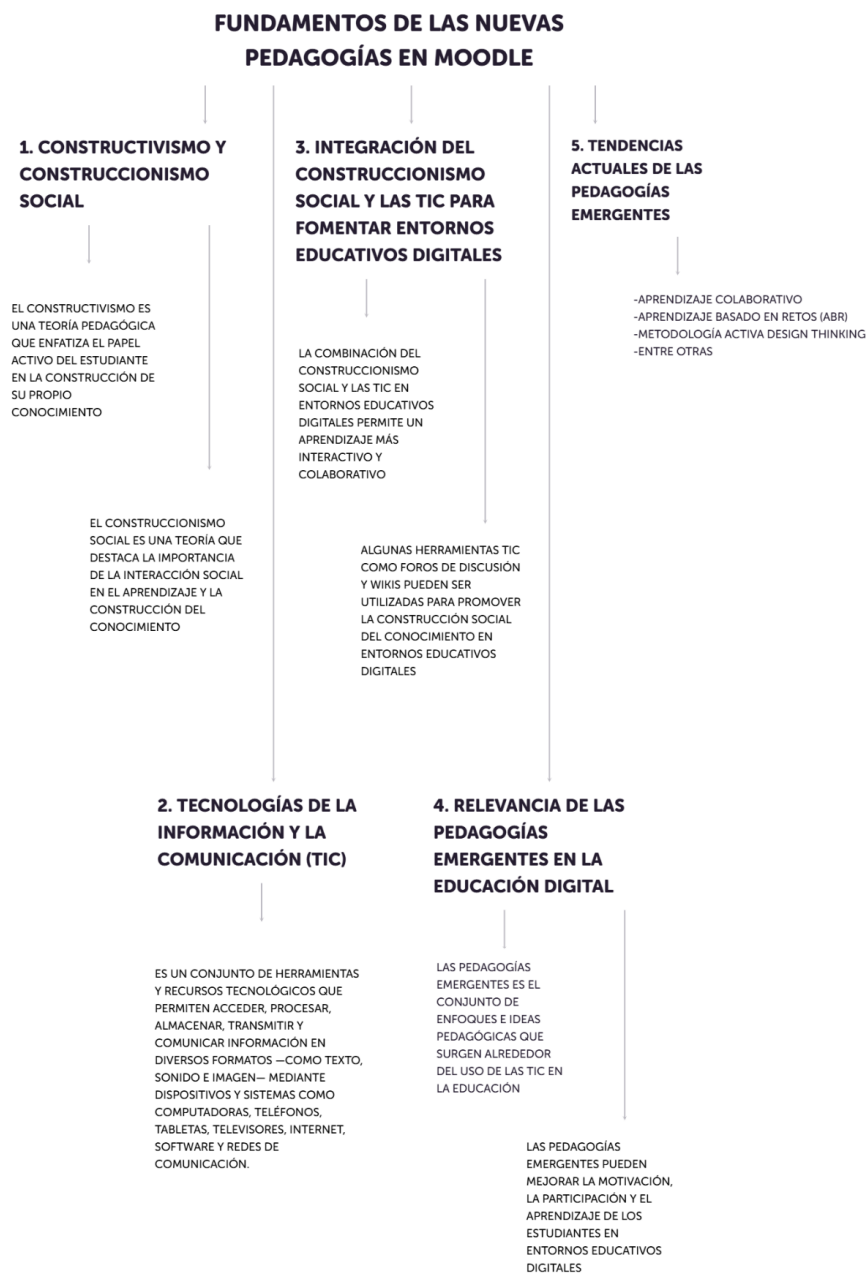 FUNDAMENTOS DE LAS NUEVAS
PEDAGOGÍAS EN MOODLE
1. CONSTRUCTIVISMO Y
CONSTRUCCIONISMO
SOCIAL
EL CONSTRUCTIVISMO ES
UNA TEORÍA PEDAGÓGICA
QUE ENFATIZA EL PAPEL
ACTIVO DEL ESTUDIANTE
EN LA CONSTRUCCIÓN DE
SU PROPIO
CONOCIMIENTO
EL CONSTRUCCIONISMO
SOCIAL ES UNA TEORÍA QUE
DESTACA LA IMPORTANCIA
DE LA INTERACCIÓN SOCIAL
EN EL APRENDIZAJE Y LA
CONSTRUCCIÓN DEL
CONOCIMIENTO
2. TECNOLOGÍAS DE LA
INFORMACIÓN Y LA
COMUNICACIÓN (TIC)
ES UN CONJUNTO DE HERRAMIENTAS
Y RECURSOS TECNOLÓGICOS QUE
PERMITEN ACCEDER, PROCESAR,
ALMACENAR, TRANSMITIR Y
COMUNICAR INFORMACIÓN EN
DIVERSOS FORMATOS —COMO TEXTO,
SONIDO E IMAGEN— MEDIANTE
DISPOSITIVOS Y SISTEMAS COMO
COMPUTADORAS, TELÉFONOS,
TABLETAS, TELEVISORES, INTERNET,
SOFTWARE Y REDES DE
COMUNICACIÓN.
3. INTEGRACIÓN DEL
CONSTRUCCIONISMO
SOCIAL Y LAS TIC PARA
FOMENTAR ENTORNOS
EDUCATIVOS DIGITALES
LA COMBINACIÓN DEL
CONSTRUCCIONISMO
SOCIAL Y LAS TIC EN
ENTORNOS EDUCATIVOS
DIGITALES PERMITE UN
APRENDIZAJE MÁS
INTERACTIVO Y
COLABORATIVO
ALGUNAS HERRAMIENTAS TIC
COMO FOROS DE DISCUSIÓN
Y WIKIS PUEDEN SER
UTILIZADAS PARA PROMOVER
LA CONSTRUCCIÓN SOCIAL
DEL CONOCIMIENTO EN
ENTORNOS EDUCATIVOS
DIGITALES
4. RELEVANCIA DE LAS
PEDAGOGÍAS
EMERGENTES EN LA
EDUCACIÓN DIGITAL
LAS PEDAGOGÍAS
EMERGENTES ES EL
CONJUNTO DE
ENFOQUES E IDEAS
PEDAGÓGICAS QUE
SURGEN ALREDEDOR
DEL USO DE LAS TIC EN
LA EDUCACIÓN
LAS PEDAGOGÍAS
EMERGENTES PUEDEN
MEJORAR LA MOTIVACIÓN,
LA PARTICIPACIÓN Y EL
APRENDIZAJE DE LOS
ESTUDIANTES EN
ENTORNOS EDUCATIVOS
DIGITALES
5. TENDENCIAS
ACTUALES DE LAS
PEDAGOGÍAS
EMERGENTES
-APRENDIZAJE COLABORATIVO
-APRENDIZAJE BASADO EN RETOS (ABR)
-METODOLOGÍA ACTIVA DESIGN THINKING
-ENTRE OTRAS